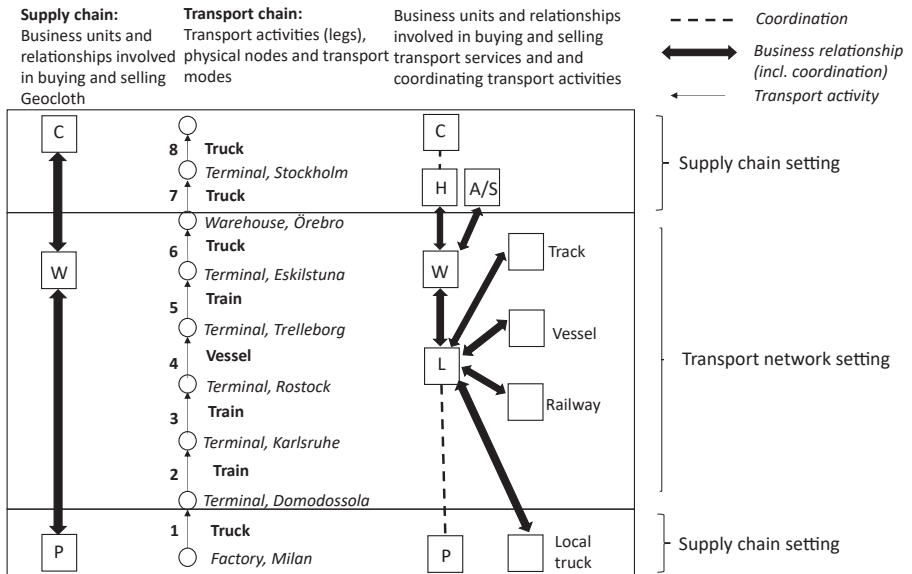 Supply chain:
Business units and
relationships involved
in buying and selling
Geocloth
Transport chain:
Transport activities (legs),
physical nodes and transport
modes
Business units and relationships
involved in buying and selling
transport services and and
coordinating transport activities
Coordination
Business relationship
(incl. coordination)
Transport activity
C
W
P
8 Truck
Terminal, Stockholm
7 Truck
Warehouse, Örebro
6 Truck
Terminal, Eskilstuna
5 Train
Terminal, Trelleborg
4 Vessel
Terminal, Rostock
3 Train
Terminal, Karlsruhe
2 Train
Terminal, Domodossola
1 Truck
Factory, Milan
C
H A/S
W Track
Vessel
L
Railway
P Local
truck
Supply chain setting
Transport network setting
Supply chain setting